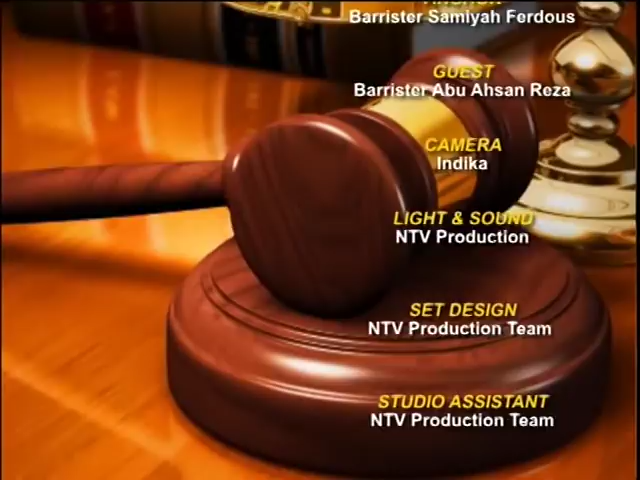 ANCHOR
Barrister Samiyah Ferdous
GUEST
Barrister Abu Ahsan Reza
CAMERA
Indika
LIGHT & SOUND
NTV Production
SET DESIGN
NTV Production Team
STUDIO ASSISTANT
NTV Production Team